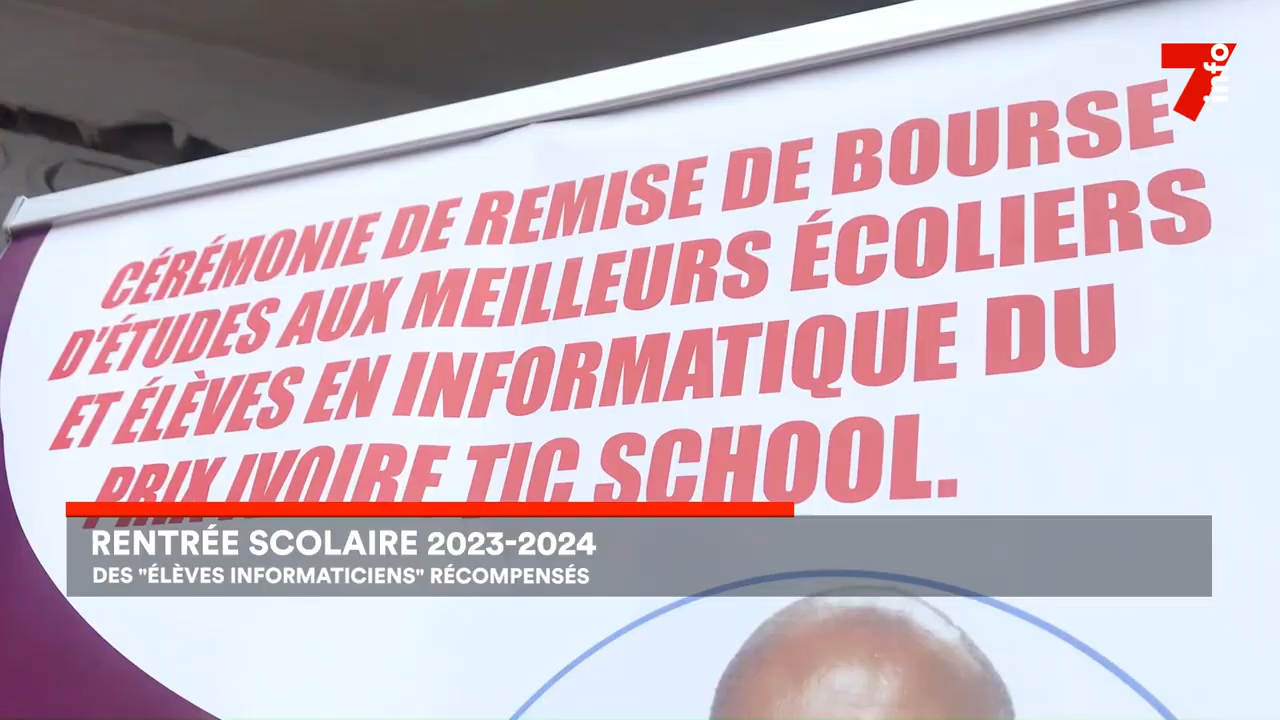 7
info
CÉRÉMONIE DE REMISE DE BOURSE
D'ÉTUDES AUX MEILLEURS ÉCOLIERS
ET ÉLÈVES EN INFORMATIQUE DU
PRIX IVOIRE TIC SCHOOL.
RENTRÉE SCOLAIRE 2023-2024
DES "ÉLÈVES INFORMATICIENS" RÉCOMPENSÉS